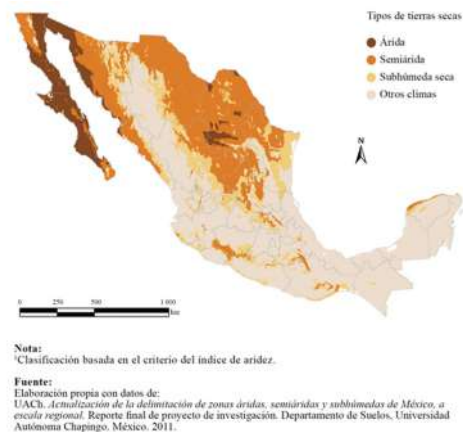 Tipos de tierras secas
Árida
Semiárida
Subhúmeda seca
Otros climas
N
0 250 500 1 000
km
Nota:
¹Clasificación basada en el criterio del índice de aridez.
Fuente:
Elaboración propia con datos de:
UACh. Actualización de la delimitación de zonas áridas, semiáridas y subhúmedas de México, a
escala regional. Reporte final de proyecto de investigación. Departamento de Suelos, Universidad
Autónoma Chapingo. México. 2011.